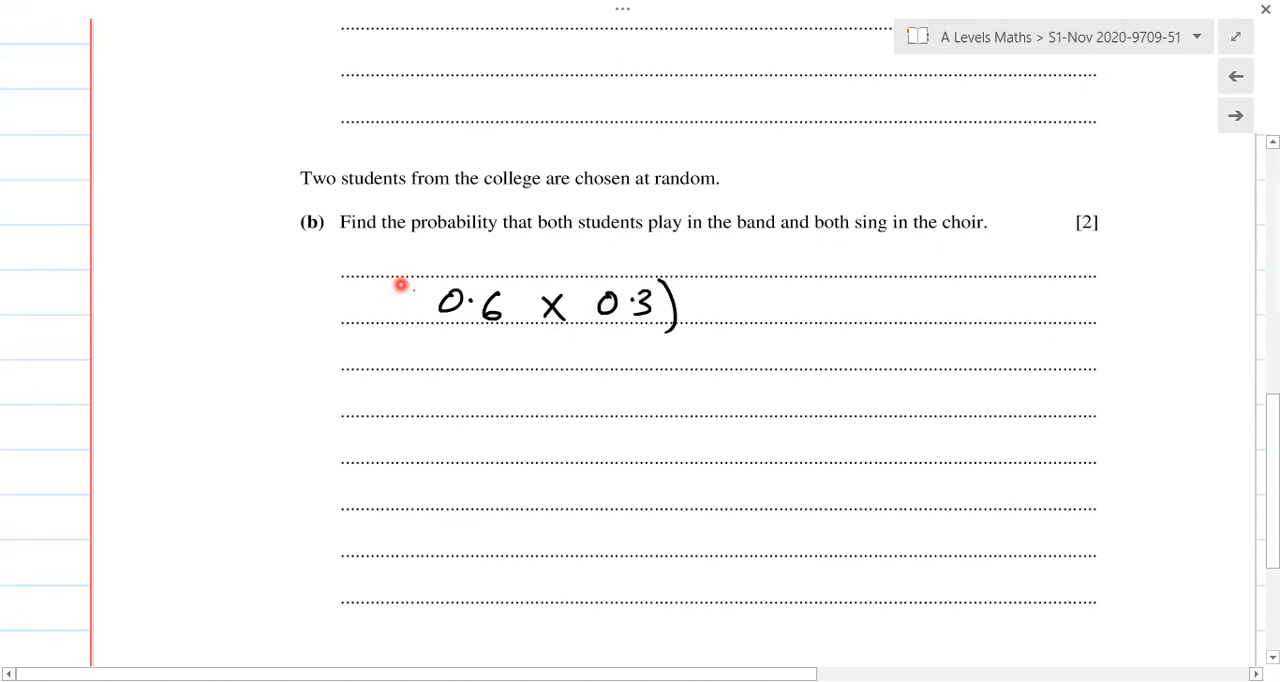 A Levels Maths > S1-Nov 2020-9709-51
Two students from the college are chosen at random.
(b) Find the probability that both students play in the band and both sing in the choir. [2]
0.6 x 0.3)